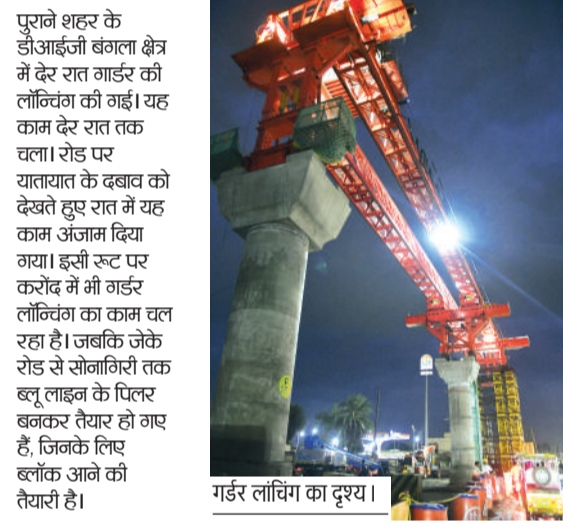 पुराने शहर के
डीआईजी बंगला क्षेत्र
में देर रात गार्डर की
लॉन्चिंग की गई। यह
काम देर रात तक
चला। रोड पर
यातायात के दबाव को
देखते हुए रात में यह
काम अंजाम दिया
गया। इसी रूट पर
करोंद में भी गर्डर
लॉन्चिंग का काम चल
रहा है। जबकि जेके
रोड से सोनागिरी तक
ब्लू लाइन के पिलर
बनकर तैयार हो गए
हैं, जिनके लिए
ब्लॉक आने की
तैयारी है।
गर्डर लांचिंग का दृश्य।